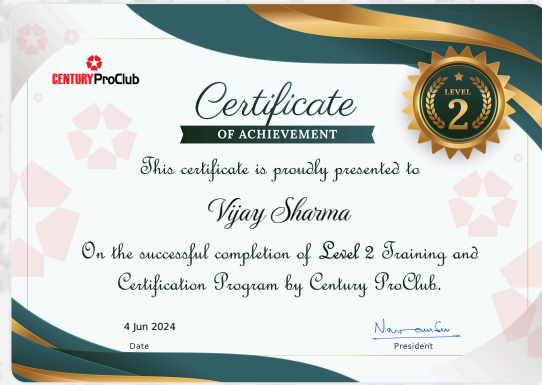 CENTURY ProClub
Certificate
OF ACHIEVEMENT
LEVEL
2
This certificate is proudly presented to
Vijay Sharma
On the successful completion of Level 2 Training and
Certification Program by Century ProClub.
4 Jun 2024
Date
President